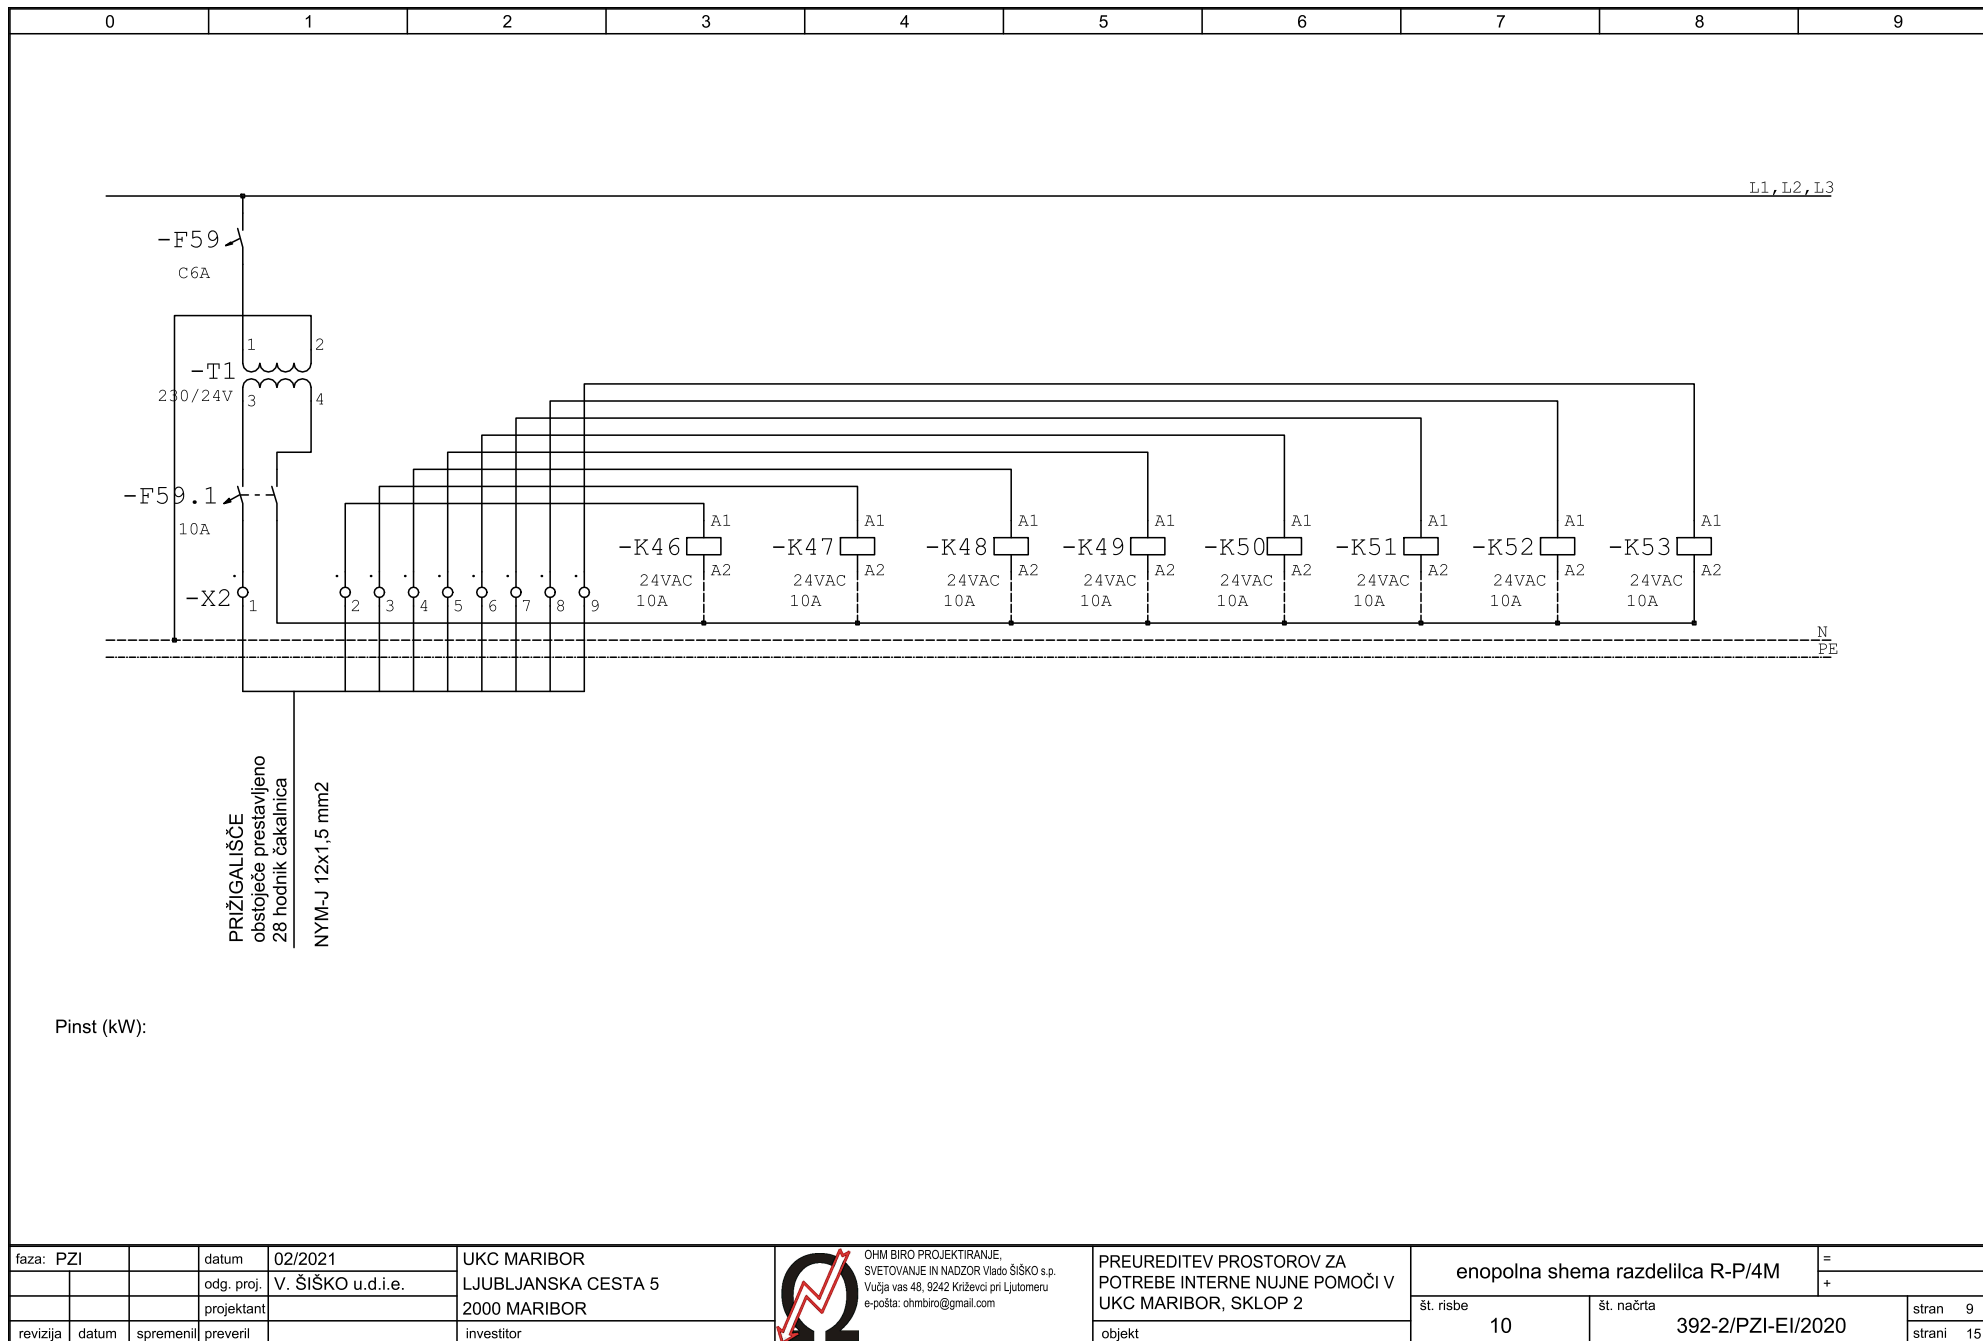 0 1 2 3 4 5 6 7 8 9
L1,L2,L3
-F59
C6A
1 2
-T1
230/24V
3 4
-F59.1
10A
-X2
1 2 3 4 5 6 7 8 9
A1 A1 A1 A1 A1 A1 A1 A1
-K46 -K47 -K48 -K49 -K50 -K51 -K52 -K53
A2 A2 A2 A2 A2 A2 A2 A2
24VAC 24VAC 24VAC 24VAC 24VAC 24VAC 24VAC 24VAC
10A 10A 10A 10A 10A 10A 10A 10A
N
PE
PRIŽIGALIŠČE
obstoječe prestavljeno
28 hodnik čakalnica
NYM-J 12x1,5 mm2
Pinst (kW):
faza: PZI
datum 02/2021
odg. proj. V. ŠIŠKO u.d.i.e.
projektant
revizija datum spremenil preveril
UKC MARIBOR
LJUBLJANSKA CESTA 5
2000 MARIBOR
investitor
OHM BIRO PROJEKTIRANJE,
SVETOVANJE IN NADZOR Vlado ŠIŠKO s.p.
Vučja vas 48, 9242 Križevci pri Ljutomeru
e-pošta: ohmbiro@gmail.com
PREUREDITEV PROSTOROV ZA
POTREBE INTERNE NUJNE POMOČI V
UKC MARIBOR, SKLOP 2
objekt
enopolna shema razdelilca R-P/4M
=
+
št. risbe
10
št. načrta
392-2/PZI-EI/2020
stran 9
strani 15